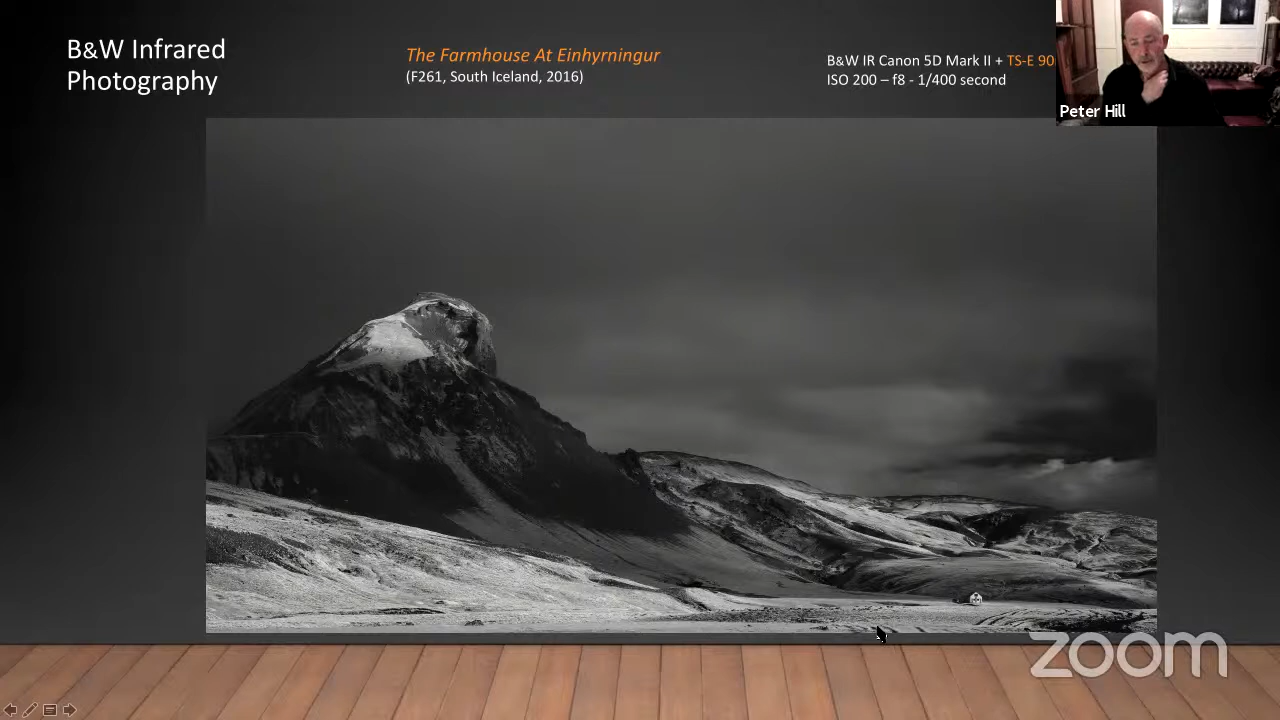 B&W Infrared
Photography
The Farmhouse At Einhyrningur
(F261, South Iceland, 2016)
B&W IR Canon 5D Mark II + TS-E 90
ISO 200 – f8 - 1/400 second
Peter Hill
zoom